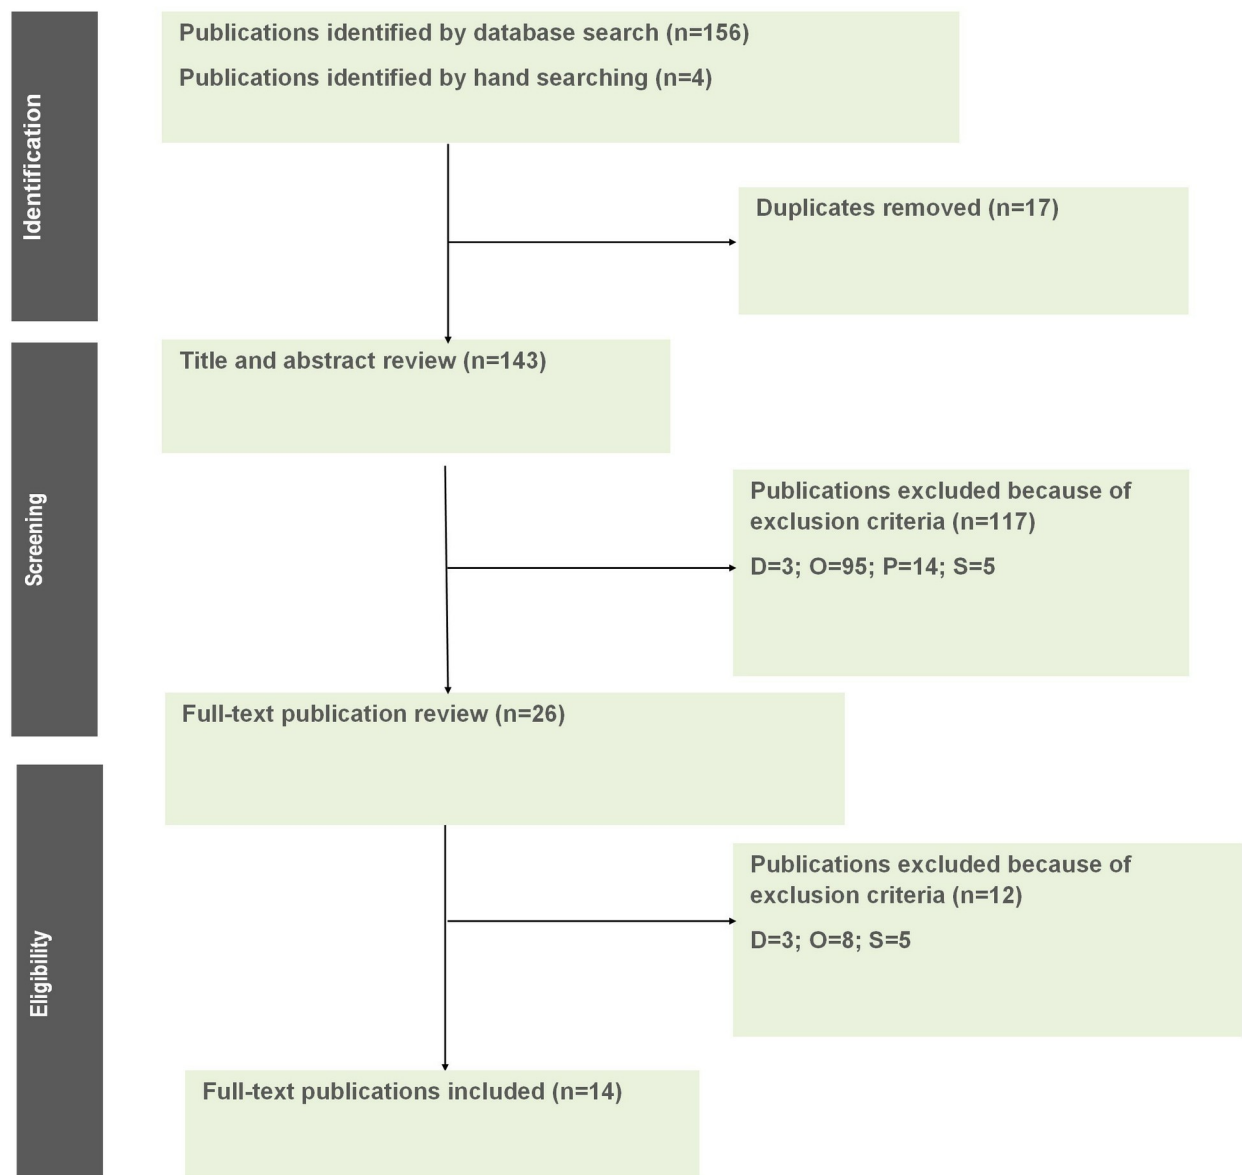 Identification
Publications identified by database search (n=156)
Publications identified by hand searching (n=4)
Duplicates removed (n=17)
Screening
Title and abstract review (n=143)
Publications excluded because of
exclusion criteria (n=117)
D=3; O=95; P=14; S=5
Full-text publication review (n=26)
Eligibility
Publications excluded because of
exclusion criteria (n=12)
D=3; O=8; S=5
Full-text publications included (n=14)